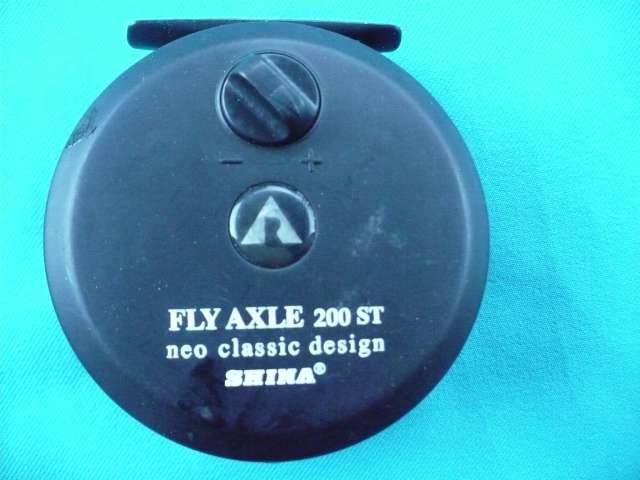 - +
R
FLY AXLE 200 ST
neo classic design
SHINA®